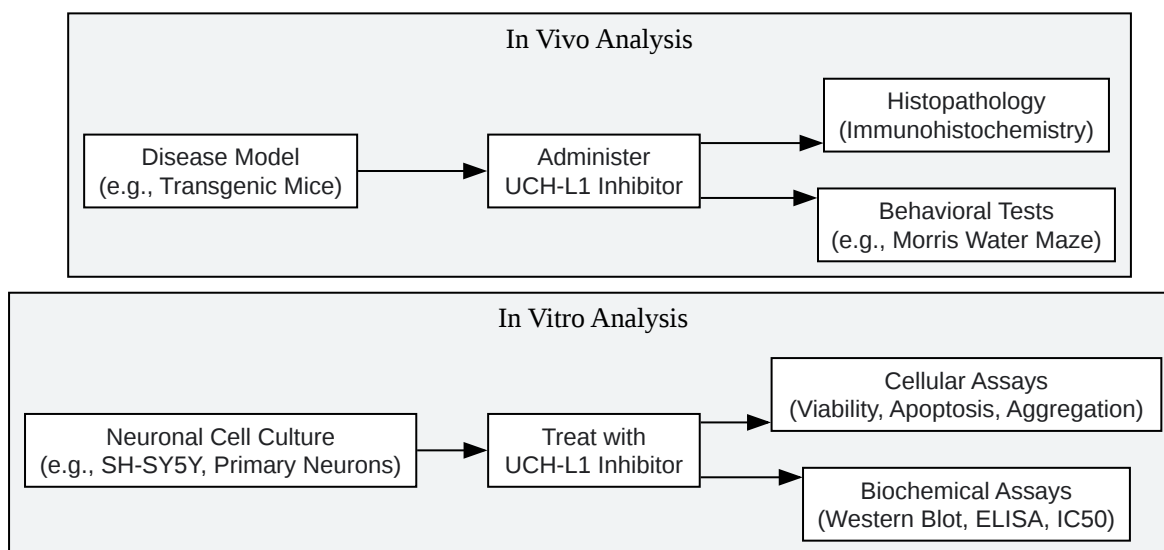 In Vivo Analysis
Disease Model
(e.g., Transgenic Mice)
Administer
UCH-L1 Inhibitor
Histopathology
(Immunohistochemistry)
Behavioral Tests
(e.g., Morris Water Maze)
In Vitro Analysis
Neuronal Cell Culture
(e.g., SH-SY5Y, Primary Neurons)
Treat with
UCH-L1 Inhibitor
Cellular Assays
(Viability, Apoptosis, Aggregation)
Biochemical Assays
(Western Blot, ELISA, IC50)